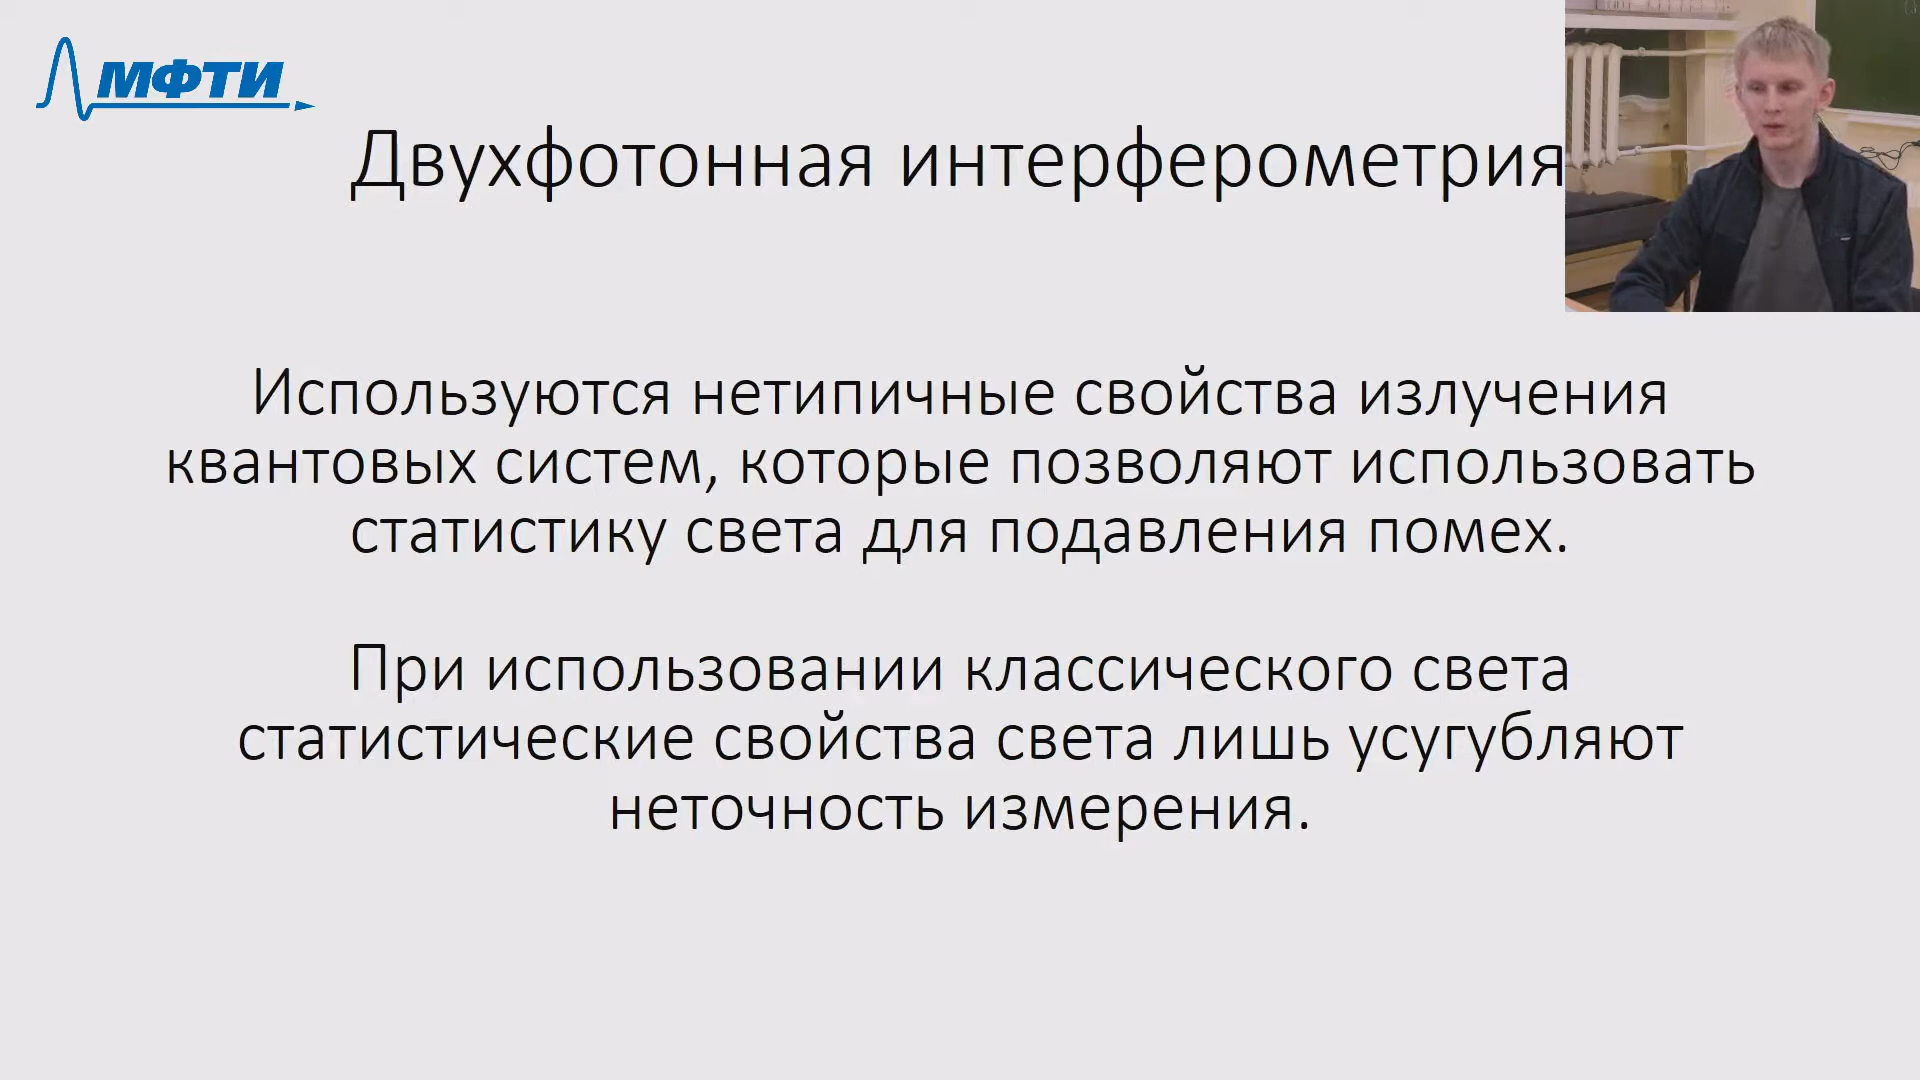 МФТИ
Двухфотонная интерферометрия
Используются нетипичные свойства излучения
квантовых систем, которые позволяют использовать
статистику света для подавления помех.
При использовании классического света
статистические свойства света лишь усугубляют
неточность измерения.